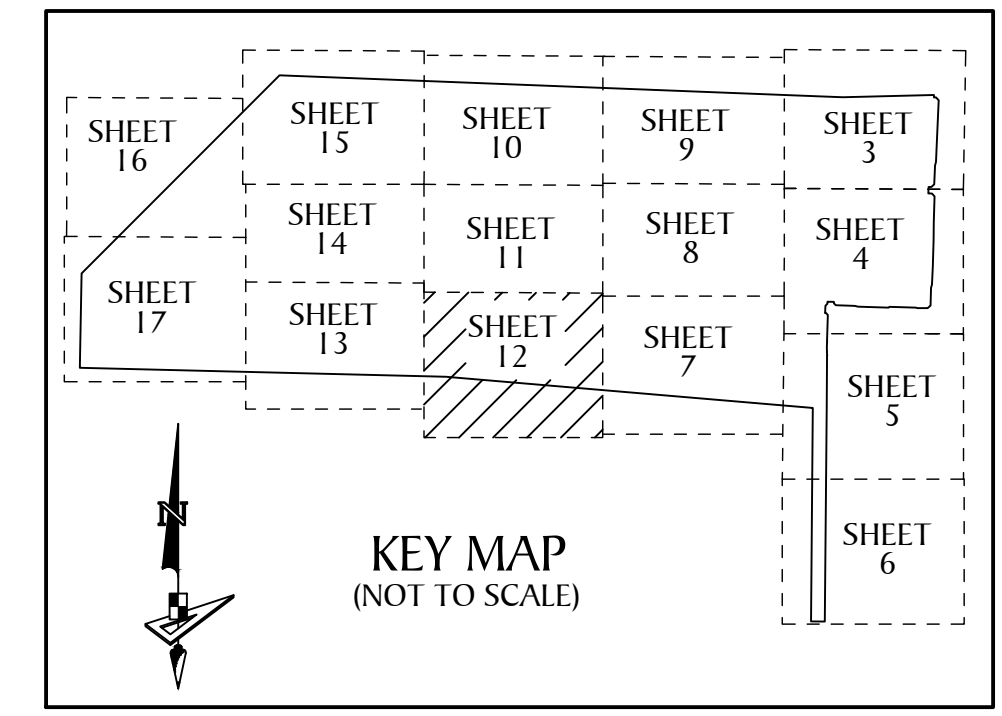 SHEET
16
SHEET
15
SHEET
10
SHEET
9
SHEET
3
SHEET
14
SHEET
11
SHEET
8
SHEET
4
SHEET
17
SHEET
13
SHEET
12
SHEET
7
SHEET
5
SHEET
6
N
KEY MAP
(NOT TO SCALE)